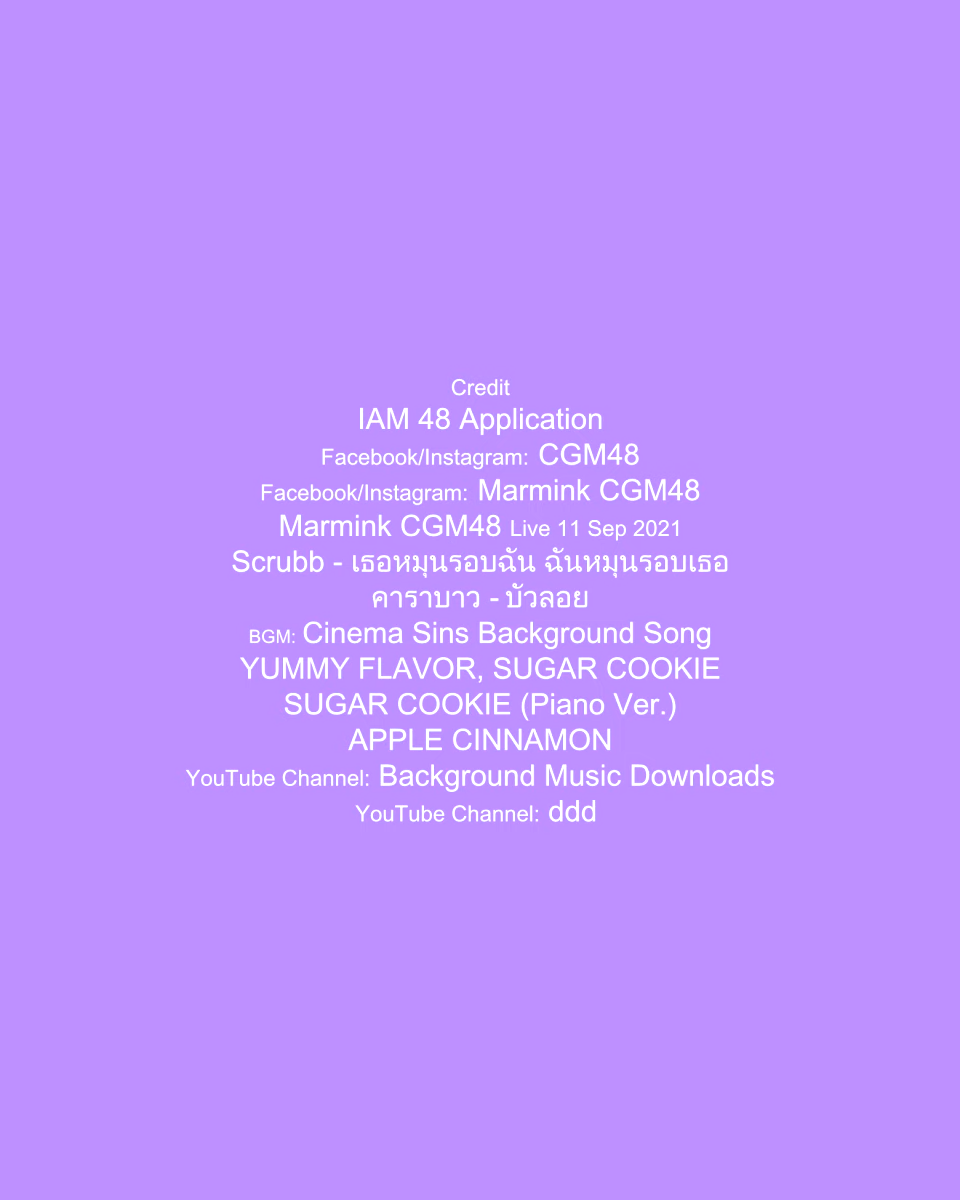 Credit
IAM 48 Application
Facebook/Instagram: CGM48
Facebook/Instagram: Marmink CGM48
Marmink CGM48 Live 11 Sep 2021
Scrubb - เธอหมุนรอบฉัน ฉันหมุนรอบเธอ
คาราบาว - บัวลอย
BGM: Cinema Sins Background Song
YUMMY FLAVOR, SUGAR COOKIE
SUGAR COOKIE (Piano Ver.)
APPLE CINNAMON
YouTube Channel: Background Music Downloads
YouTube Channel: ddd